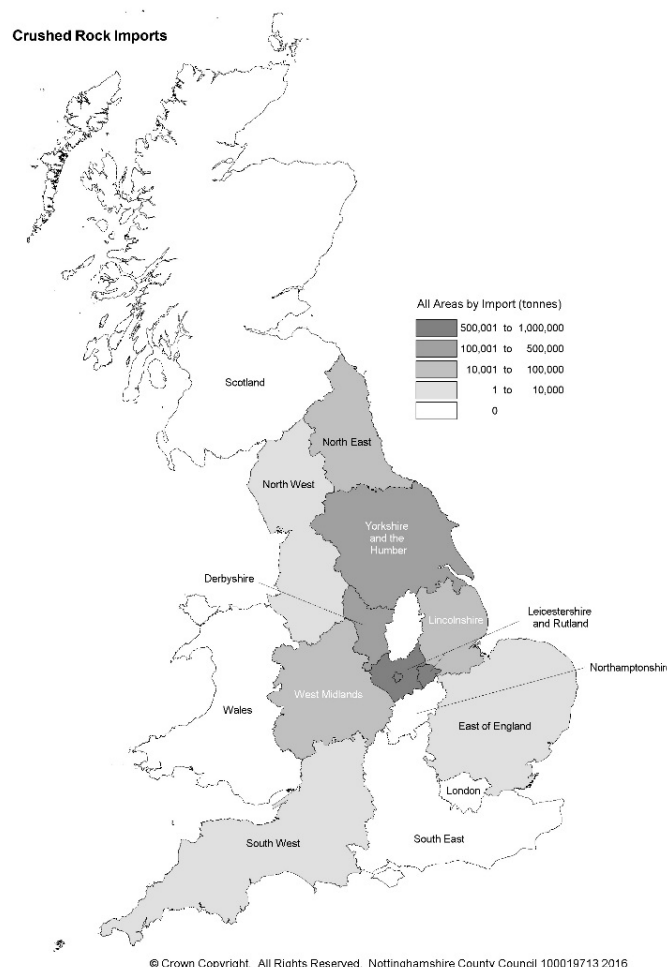 Crushed Rock Imports
All Areas by Import (tonnes)
500,001 to 1,000,000
100,001 to 500,000
10,001 to 100,000
1 to 10,000
0
Scotland
North East
North West
Yorkshire
and the
Humber
Derbyshire
Lincolnshire
Leicestershire
and Rutland
Northamptonshire
West Midlands
Wales
East of England
London
South East
South West
© Crown Copyright. All Rights Reserved. Nottinghamshire County Council 100019713 2016